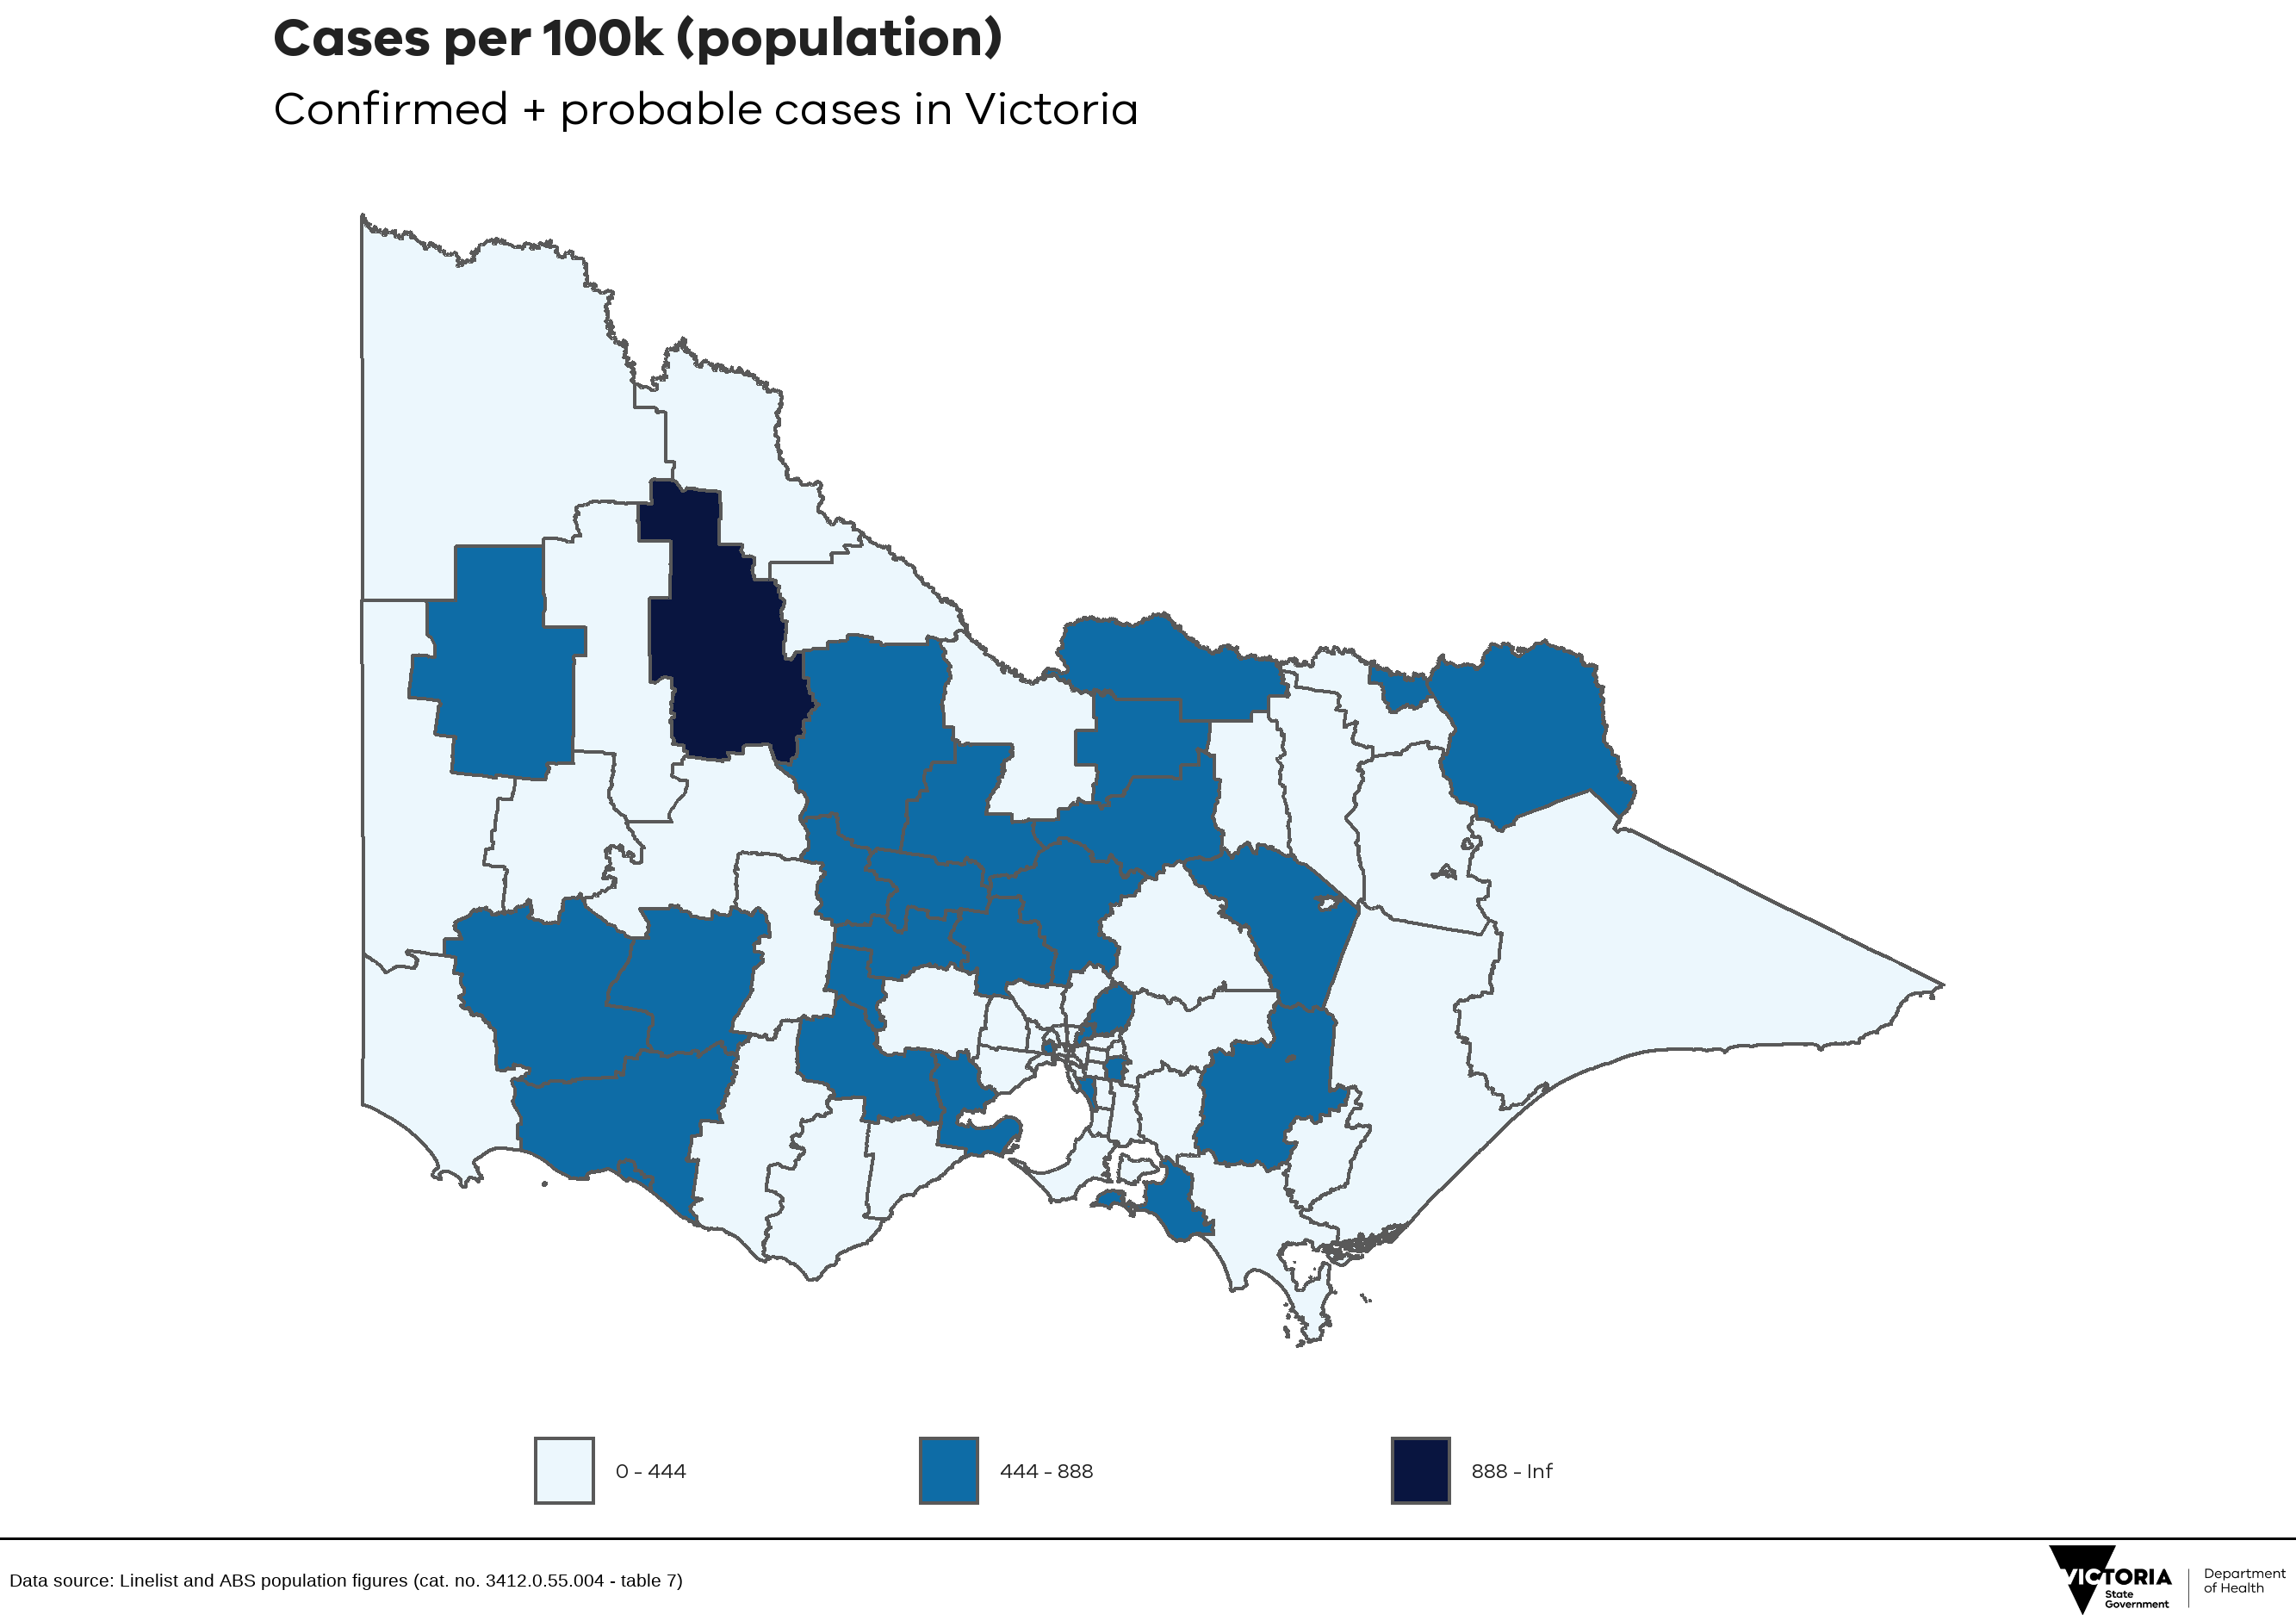 Cases per 100k (population)
Confirmed + probable cases in Victoria
0 - 444
444 - 888
888 - Inf
Data source: Linelist and ABS population figures (cat. no. 3412.0.55.004 - table 7)
VICTORIA
State
Government
Department
of Health